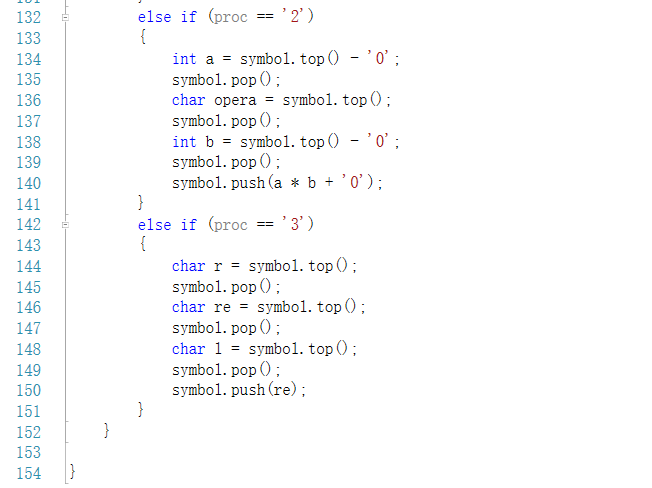 132 else if (proc == '2')
133 {
134 int a = symbol.top() - '0';
135 symbol.pop();
136 char opera = symbol.top();
137 symbol.pop();
138 int b = symbol.top() - '0';
139 symbol.pop();
140 symbol.push(a * b + '0');
141 }
142 else if (proc == '3')
143 {
144 char r = symbol.top();
145 symbol.pop();
146 char re = symbol.top();
147 symbol.pop();
148 char l = symbol.top();
149 symbol.pop();
150 symbol.push(re);
151 }
152 }
153
154 }